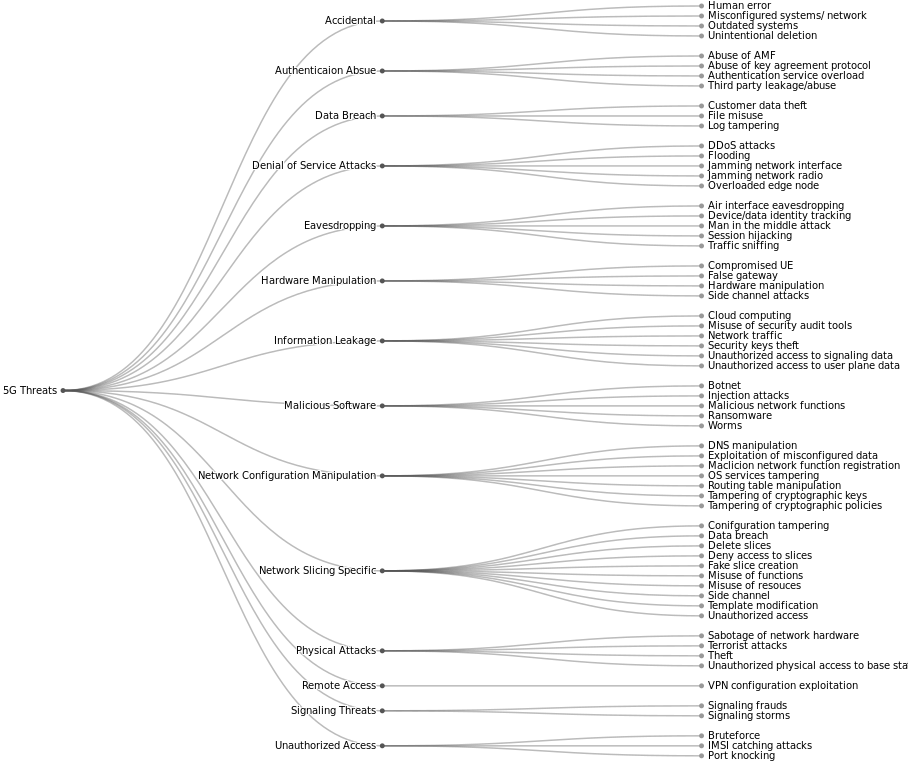 5G Threats
Accidental
Human error
Misconfigured systems/ network
Outdated systems
Unintentional deletion
Authenticaion Absue
Abuse of AMF
Abuse of key agreement protocol
Authentication service overload
Third party leakage/abuse
Data Breach
Customer data theft
File misuse
Log tampering
Denial of Service Attacks
DDoS attacks
Flooding
Jamming network interface
Jamming network radio
Overloaded edge node
Eavesdropping
Air interface eavesdropping
Device/data identity tracking
Man in the middle attack
Session hijacking
Traffic sniffing
Hardware Manipulation
Compromised UE
False gateway
Hardware manipulation
Side channel attacks
Information Leakage
Cloud computing
Misuse of security audit tools
Network traffic
Security keys theft
Unauthorized access to signaling data
Unauthorized access to user plane data
Malicious Software
Botnet
Injection attacks
Malicious network functions
Ransomware
Worms
Network Configuration Manipulation
DNS manipulation
Exploitation of misconfigured data
Maclicion network function registration
OS services tampering
Routing table manipulation
Tampering of cryptographic keys
Tampering of cryptographic policies
Network Slicing Specific
Conifguration tampering
Data breach
Delete slices
Deny access to slices
Fake slice creation
Misuse of functions
Misuse of resouces
Side channel
Template modification
Unauthorized access
Physical Attacks
Sabotage of network hardware
Terrorist attacks
Theft
Unauthorized physical access to base sta
Remote Access
VPN configuration exploitation
Signaling Threats
Signaling frauds
Signaling storms
Unauthorized Access
Bruteforce
IMSI catching attacks
Port knocking